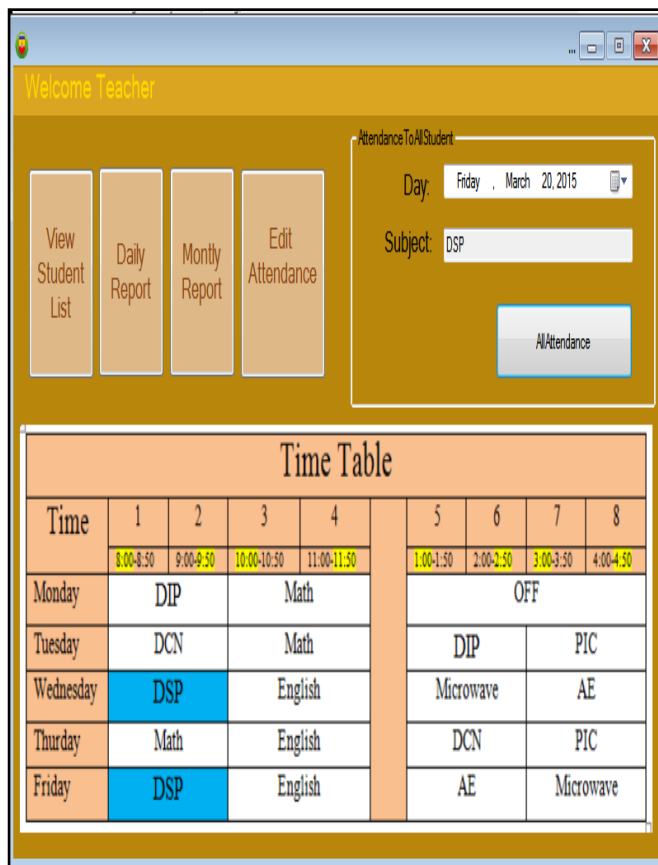 Welcome Teacher
AttendanceToAllStudent
Day: Friday , March 20, 2015
Subject: DSP
AllAttendance
View
Student
List
Daily
Report
Montly
Report
Edit
Attendance
Time Table
Time 1 2 3 4 5 6 7 8
8:00-8:50 9:00-9:50 10:00-10:50 11:00-11:50 1:00-1:50 2:00-2:50 3:00-3:50 4:00-4:50
Monday DIP Math OFF
Tuesday DCN Math DIP PIC
Wednesday DSP English Microwave AE
Thurday Math English DCN PIC
Friday DSP English AE Microwave